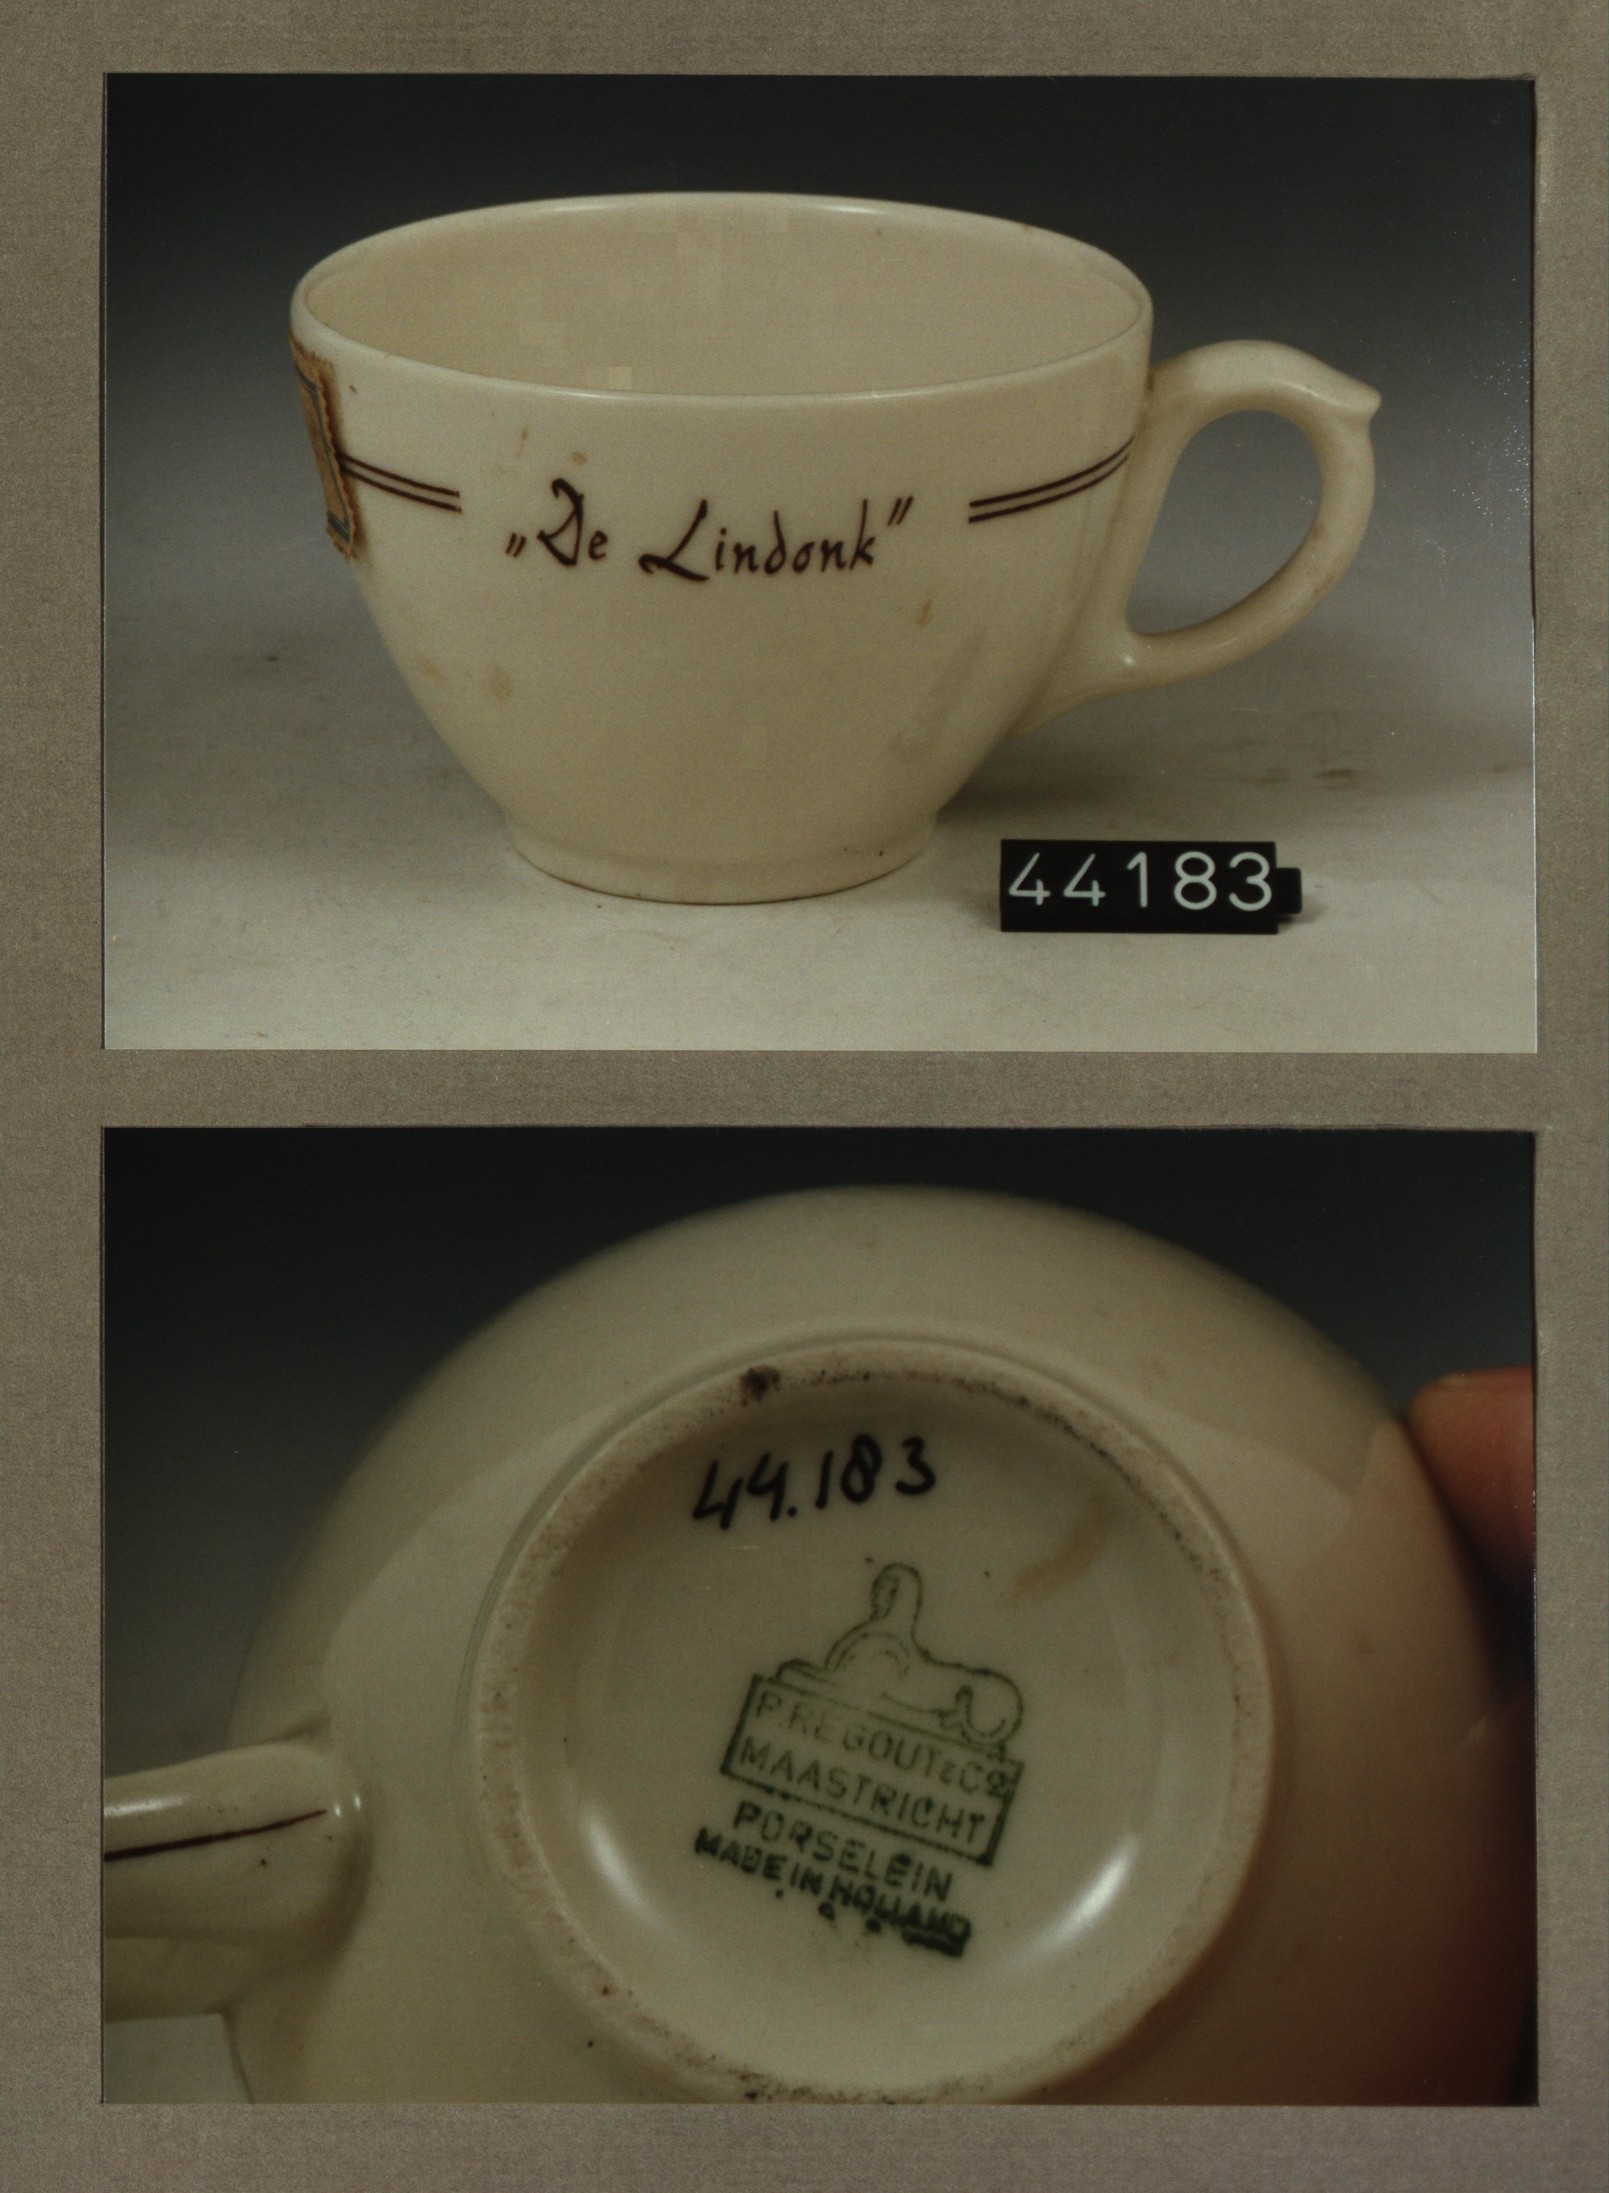 „De Lindonk”
44183
44.183
P. REGOUT & Co.
MAASTRICHT
PORSELEIN
MADE IN HOLLAND